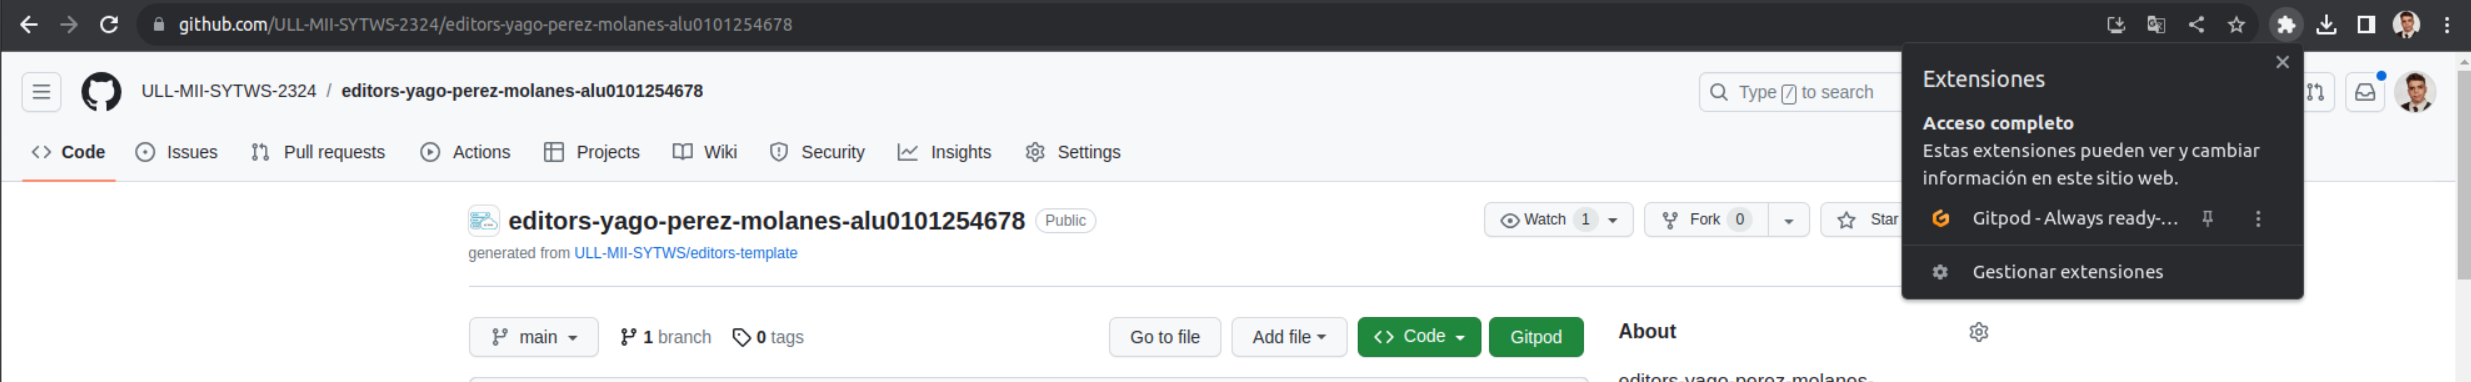 github.com/ULL-MII-SYTWS-2324/editors-yago-perez-molanes-alu0101254678
Extensiones
Acceso completo
Estas extensiones pueden ver y cambiar
información en este sitio web.
Gitpod - Always ready-...
Gestionar extensiones
ULL-MII-SYTWS-2324 / editors-yago-perez-molanes-alu0101254678
Type / to search
Code Issues Pull requests Actions Projects Wiki Security Insights Settings
editors-yago-perez-molanes-alu0101254678 Public
Watch 1 Fork 0 Star
generated from ULL-MII-SYTWS/editors-template
main 1 branch 0 tags Go to file Add file Code Gitpod
About
editors-yago-perez-molanes-